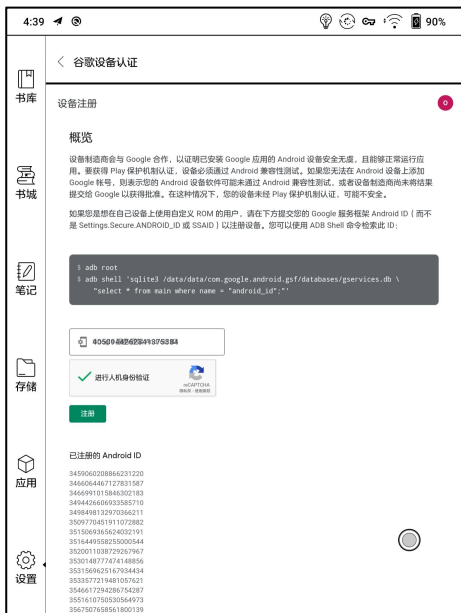 4:39
90%
谷歌设备认证
书库
设备注册
O
概览
设备制造商会与 Google 合作，以证明已安装 Google 应用的 Android 设备安全无虞，且能够正常运行应
用。要获得 Play 保护机制认证，设备必须通过 Android 兼容性测试。如果您无法在 Android 设备上添加
Google 帐号，则表示您的 Android 设备软件可能未通过 Android 兼容性测试，或者设备制造商尚未将结果
提交给 Google 以获得批准。在这种情况下，您的设备未经 Play 保护机制认证，可能不安全。
书城
如果您是想在自己设备上使用自定义 ROM 的用户，请在下方提交您的 Google 服务框架 Android ID（而不
是 Settings.Secure.ANDROID_ID 或 SSAID）以注册设备。您可以使用 ADB Shell 命令检索此 ID：
$ adb root
$ adb shell 'sqlite3 /data/data/com.google.android.gsf/databases/gservices.db \
"select * from main where name = "android_id";"'
笔记
进行人机身份验证
reCAPTCHA
隐私权 - 使用条款
存储
注册
已注册的 Android ID
应用
3459060208866231220
3466064467127831587
3466991015846302183
3494426606933585710
3498498132970366211
3509770451911072882
3515069365624032191
3516449558255000544
3520011038729267967
3530148777474148856
3531569625167934434
3533577219481057621
3546617294286754287
3551610750530564973
3567507658561800139
设置